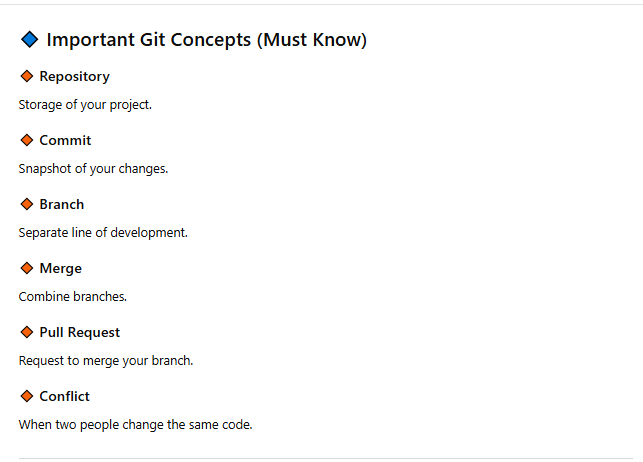 Important Git Concepts (Must Know)
Repository
Storage of your project.
Commit
Snapshot of your changes.
Branch
Separate line of development.
Merge
Combine branches.
Pull Request
Request to merge your branch.
Conflict
When two people change the same code.